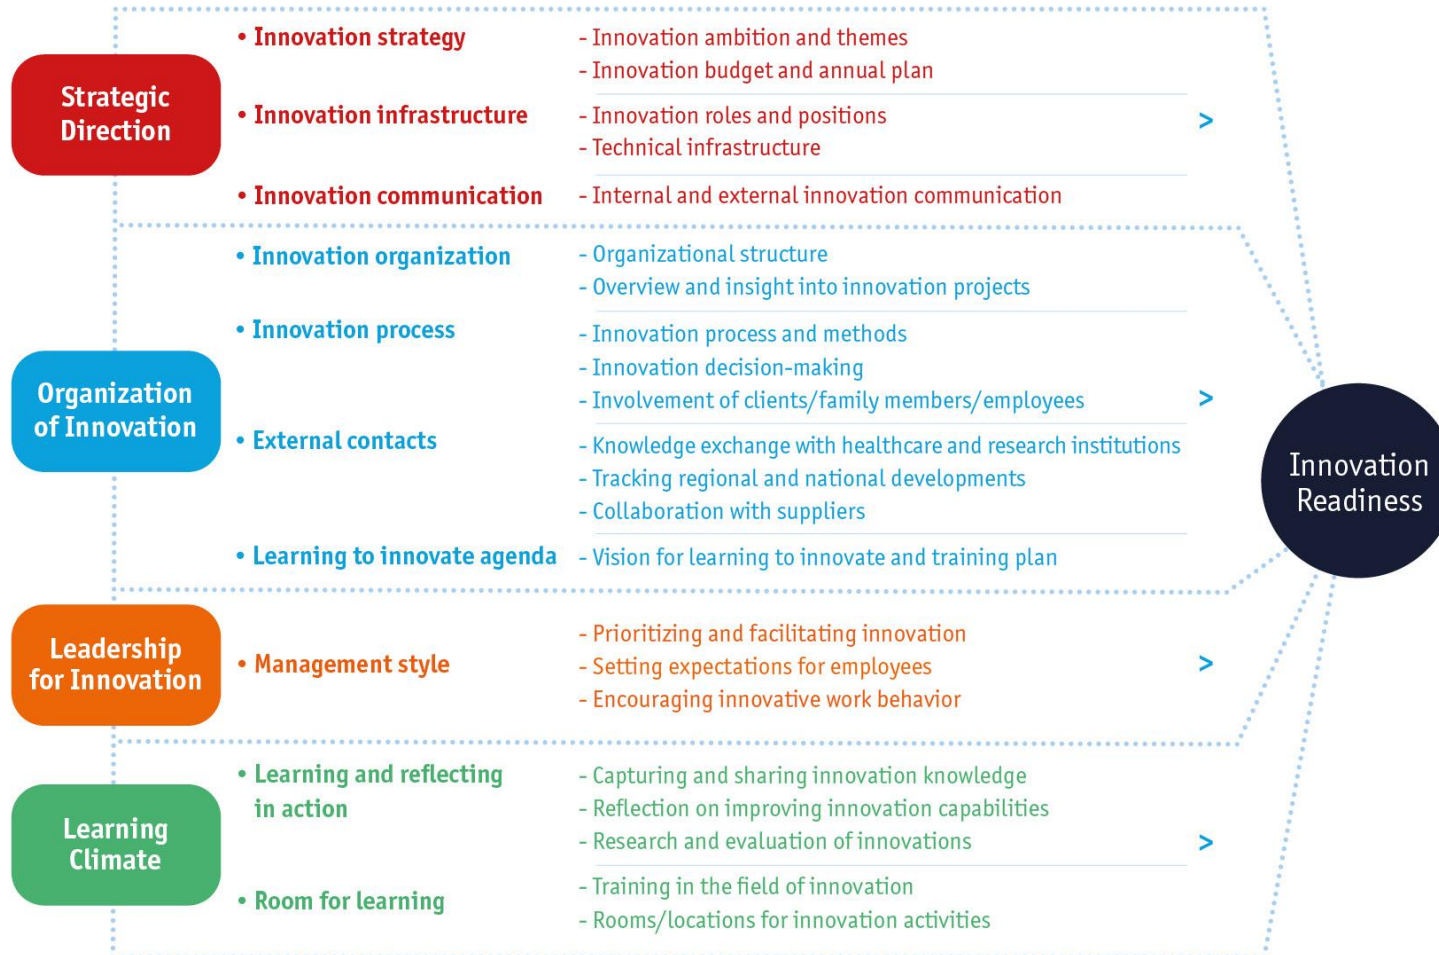 Strategic
Direction
• Innovation strategy
- Innovation ambition and themes
- Innovation budget and annual plan
• Innovation infrastructure
- Innovation roles and positions
- Technical infrastructure
>
• Innovation communication
- Internal and external innovation communication
Organization
of Innovation
• Innovation organization
- Organizational structure
- Overview and insight into innovation projects
• Innovation process
- Innovation process and methods
- Innovation decision-making
- Involvement of clients/family members/employees
>
• External contacts
- Knowledge exchange with healthcare and research institutions
- Tracking regional and national developments
- Collaboration with suppliers
• Learning to innovate agenda
- Vision for learning to innovate and training plan
Leadership
for Innovation
• Management style
- Prioritizing and facilitating innovation
- Setting expectations for employees
- Encouraging innovative work behavior
>
Learning
Climate
• Learning and reflecting
in action
- Capturing and sharing innovation knowledge
- Reflection on improving innovation capabilities
- Research and evaluation of innovations
>
• Room for learning
- Training in the field of innovation
- Rooms/locations for innovation activities
Innovation
Readiness